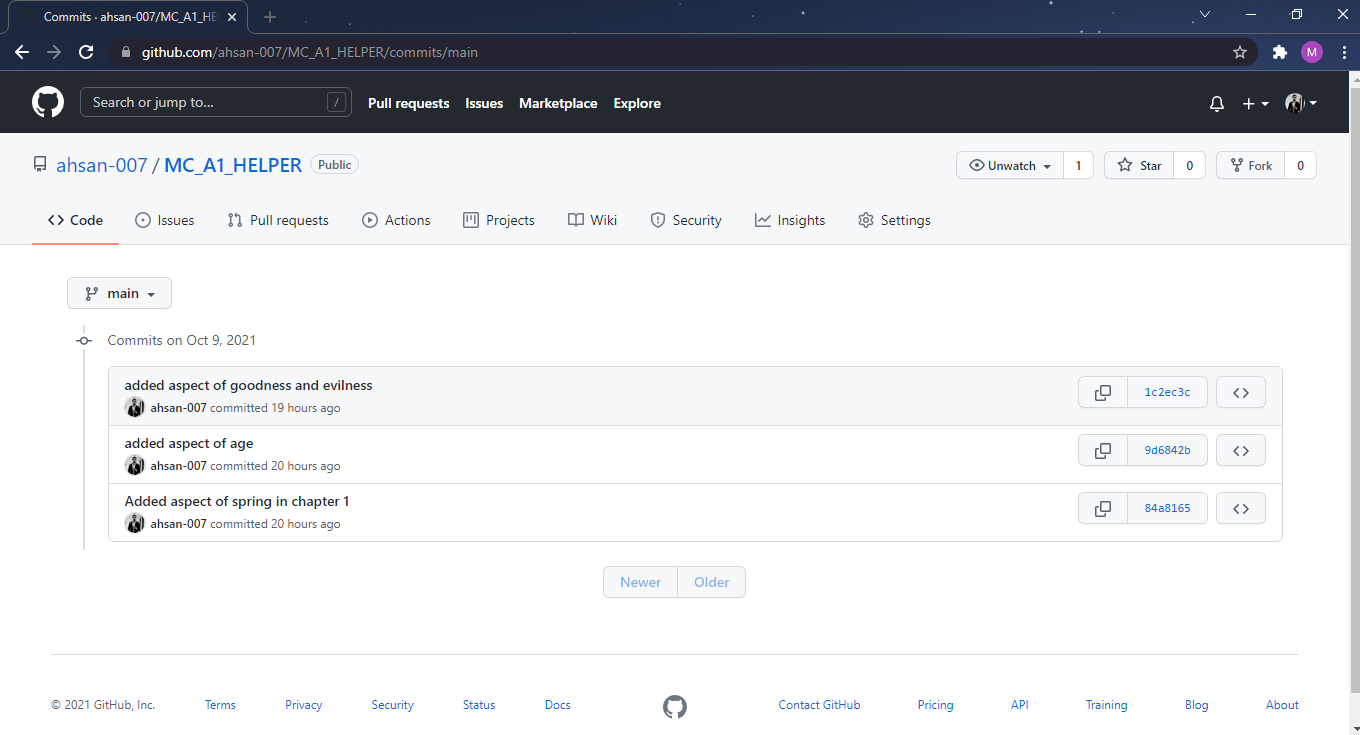 Commits · ahsan-007/MC_A1_HE
github.com/ahsan-007/MC_A1_HELPER/commits/main
M
Search or jump to... /
Pull requests Issues Marketplace Explore
ahsan-007 / MC_A1_HELPER Public
Unwatch 1 Star 0 Fork 0
Code Issues Pull requests Actions Projects Wiki Security Insights Settings
main
Commits on Oct 9, 2021
added aspect of goodness and evilness
ahsan-007 committed 19 hours ago
1c2ec3c
added aspect of age
ahsan-007 committed 20 hours ago
9d6842b
Added aspect of spring in chapter 1
ahsan-007 committed 20 hours ago
84a8165
Newer Older
© 2021 GitHub, Inc. Terms Privacy Security Status Docs Contact GitHub Pricing API Training Blog About